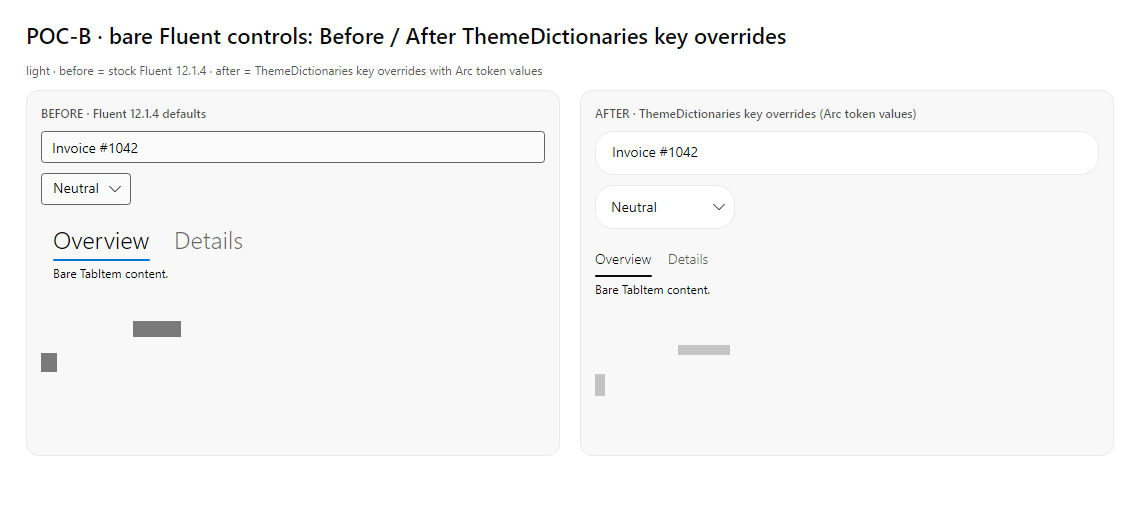 POC-B · bare Fluent controls: Before / After ThemeDictionaries key overrides
light · before = stock Fluent 12.1.4 · after = ThemeDictionaries key overrides with Arc token values
BEFORE · Fluent 12.1.4 defaults
Invoice #1042
Neutral
Overview Details
Bare TabItem content.
AFTER · ThemeDictionaries key overrides (Arc token values)
Invoice #1042
Neutral
Overview Details
Bare TabItem content.